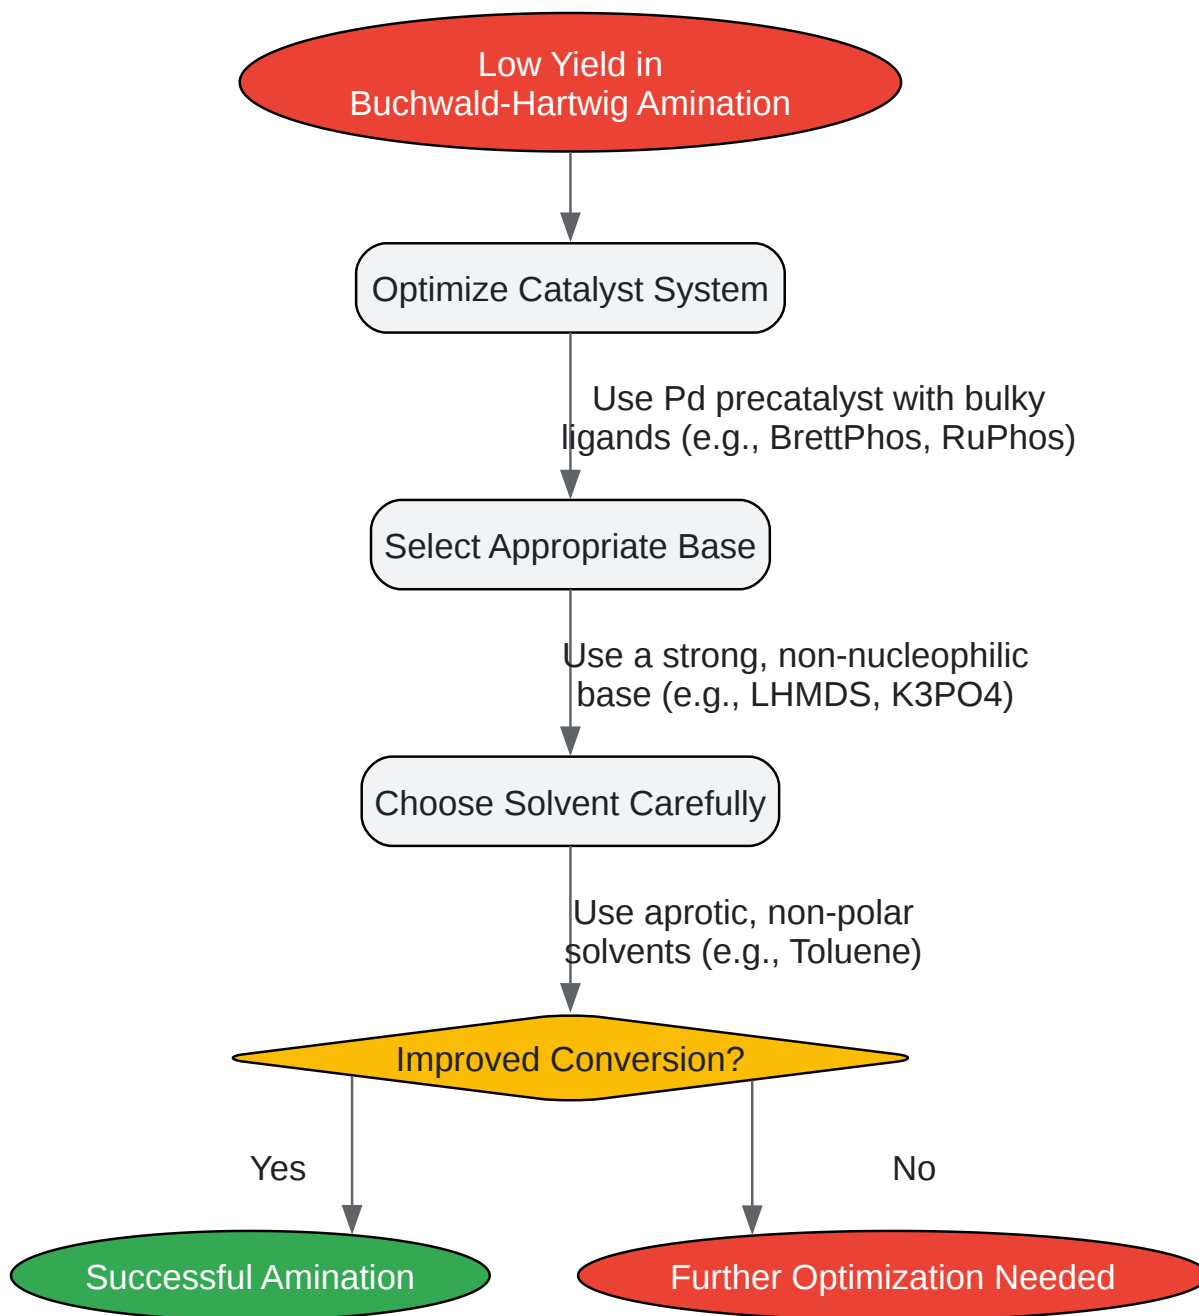 Low Yield in
Buchwald-Hartwig Amination
Optimize Catalyst System
Use Pd precatalyst with bulky
ligands (e.g., BrettPhos, RuPhos)
Select Appropriate Base
Use a strong, non-nucleophilic
base (e.g., LHMDS, K3PO4)
Choose Solvent Carefully
Use aprotic, non-polar
solvents (e.g., Toluene)
Improved Conversion?
Yes
No
Successful Amination
Further Optimization Needed